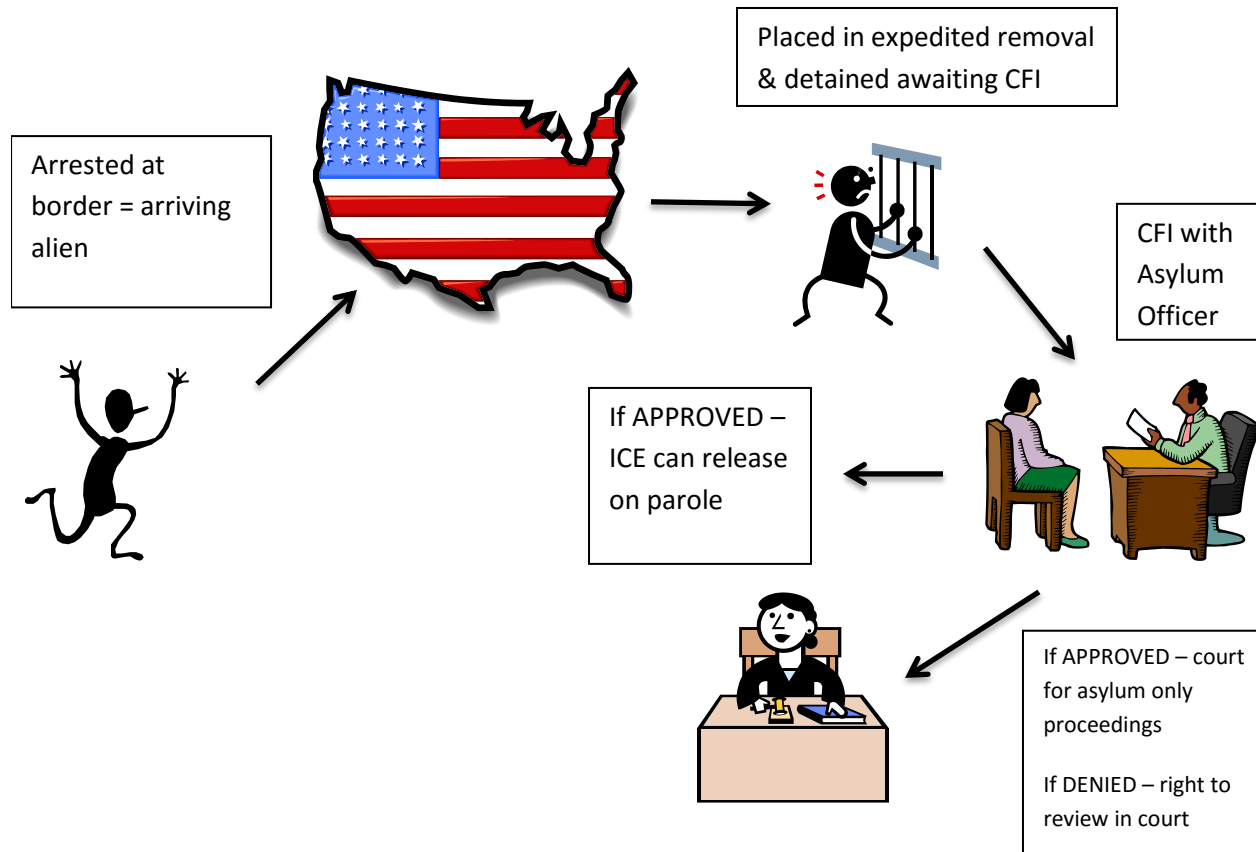 Arrested at
border = arriving
alien
Placed in expedited removal
& detained awaiting CFI
CFI with
Asylum
Officer
If APPROVED –
ICE can release
on parole
If APPROVED – court
for asylum only
proceedings
If DENIED – right to
review in court